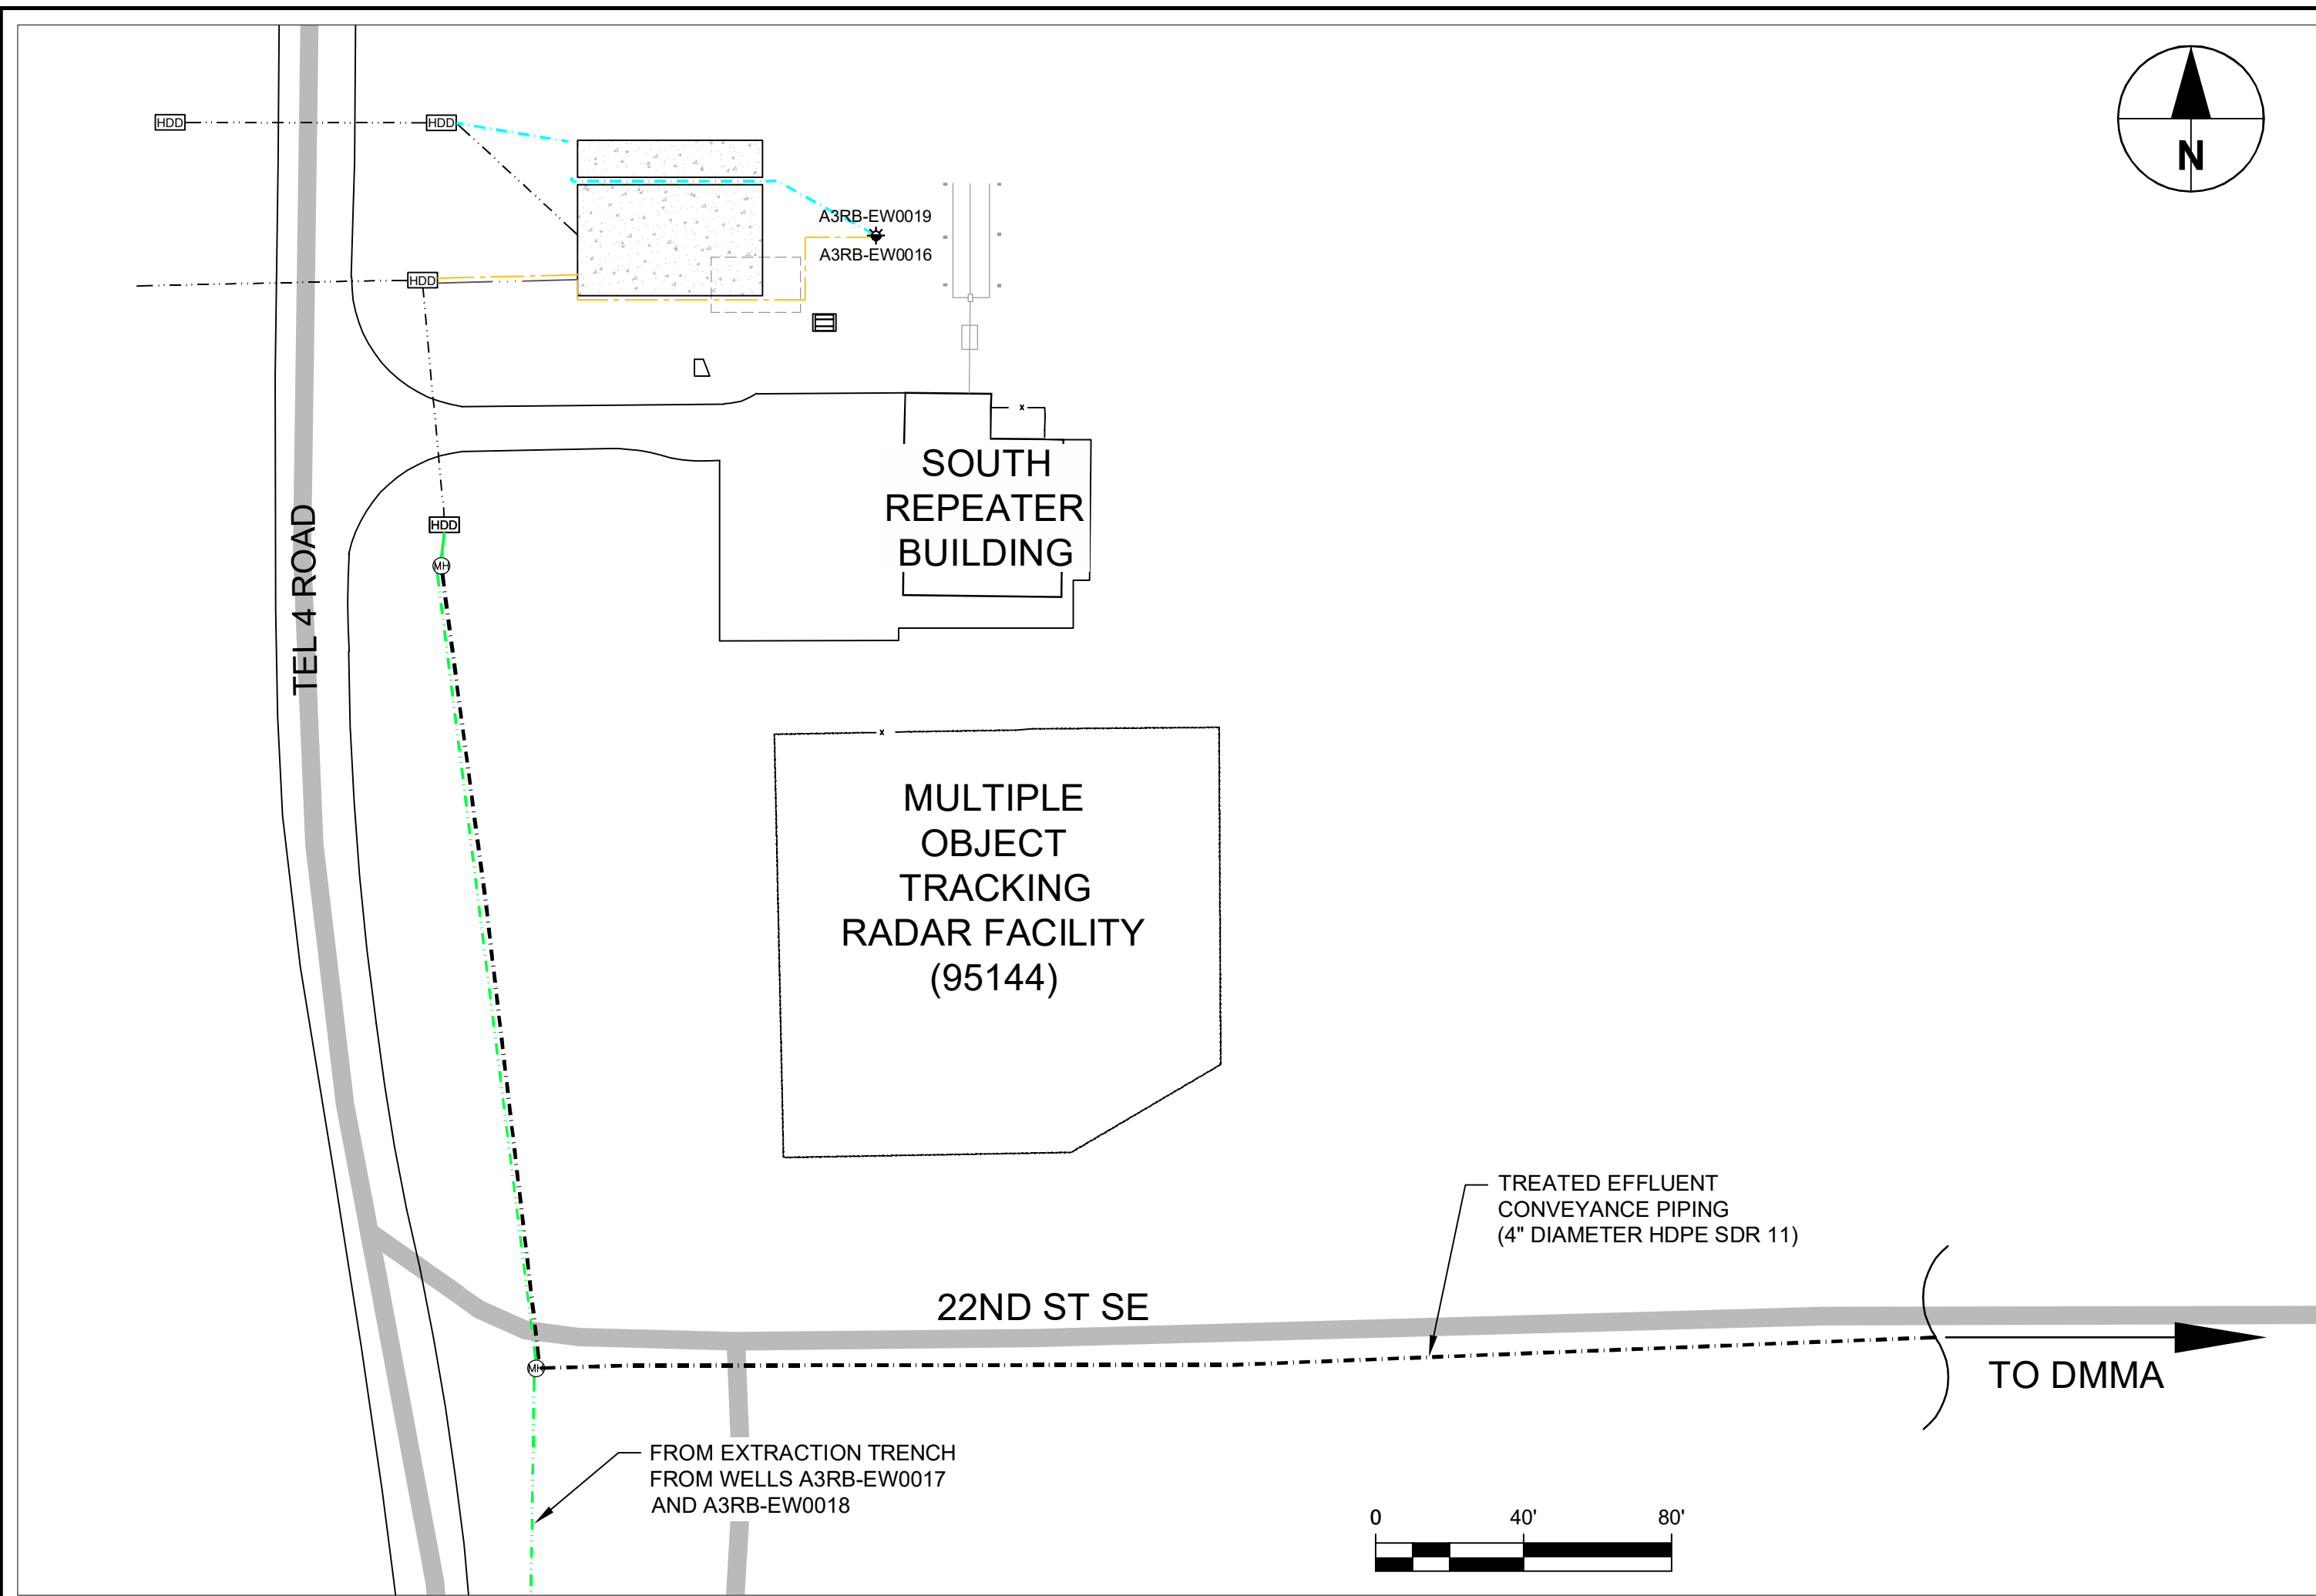 HDD
HDD
N
A3RB-EW0019
A3RB-EW0016
HDD
x
SOUTH
REPEATER
BUILDING
HDD
MH
TEL 4 ROAD
x
MULTIPLE
OBJECT
TRACKING
RADAR FACILITY
(95144)
TREATED EFFLUENT
CONVEYANCE PIPING
(4" DIAMETER HDPE SDR 11)
22ND ST SE
MH
TO DMMA
FROM EXTRACTION TRENCH
FROM WELLS A3RB-EW0017
AND A3RB-EW0018
0 40' 80'